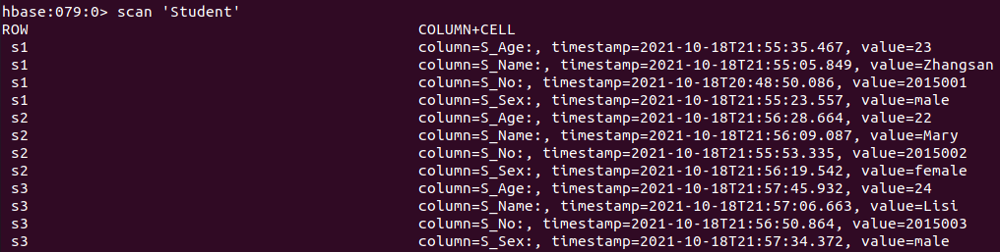 hbase:079:0> scan 'Student'
ROW COLUMN+CELL
s1 column=S_Age:, timestamp=2021-10-18T21:55:35.467, value=23
s1 column=S_Name:, timestamp=2021-10-18T21:55:05.849, value=Zhangsan
s1 column=S_No:, timestamp=2021-10-18T20:48:50.086, value=2015001
s1 column=S_Sex:, timestamp=2021-10-18T21:55:23.557, value=male
s2 column=S_Age:, timestamp=2021-10-18T21:56:28.664, value=22
s2 column=S_Name:, timestamp=2021-10-18T21:56:09.087, value=Mary
s2 column=S_No:, timestamp=2021-10-18T21:55:53.335, value=2015002
s2 column=S_Sex:, timestamp=2021-10-18T21:56:19.542, value=female
s3 column=S_Age:, timestamp=2021-10-18T21:57:45.932, value=24
s3 column=S_Name:, timestamp=2021-10-18T21:57:06.663, value=Lisi
s3 column=S_No:, timestamp=2021-10-18T21:56:50.864, value=2015003
s3 column=S_Sex:, timestamp=2021-10-18T21:57:34.372, value=male